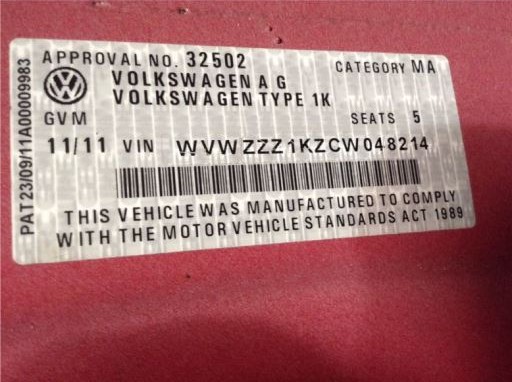 APPROVAL NO. 32502 CATEGORY MA
VOLKSWAGEN A G
VOLKSWAGEN TYPE 1K
GVM SEATS 5
11/11 VIN WVWZZZ1KZCW048214
THIS VEHICLE WAS MANUFACTURED TO COMPLY
WITH THE MOTOR VEHICLE STANDARDS ACT 1989
PAT23/09/11A00009983